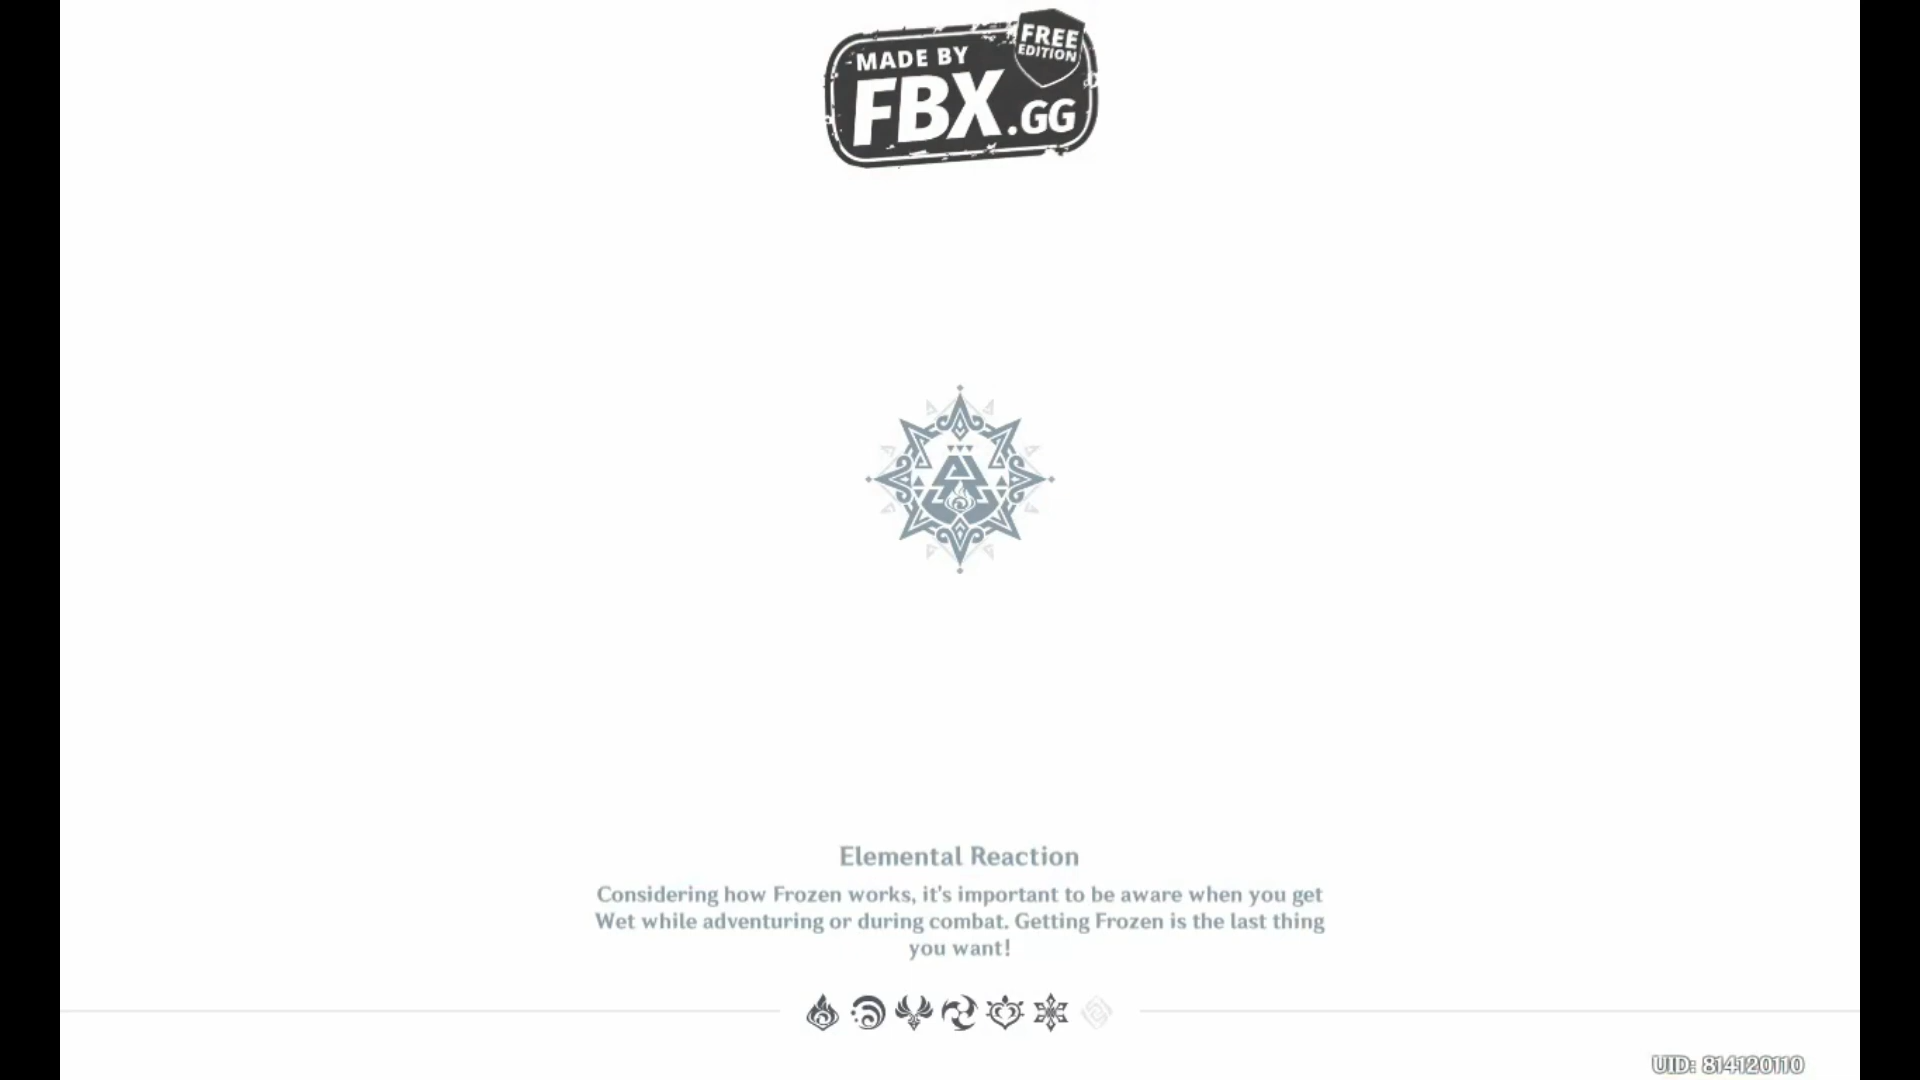 MADE BY
FREE
EDITION
FBX.GG
Elemental Reaction
Considering how Frozen works, it's important to be aware when you get
Wet while adventuring or during combat. Getting Frozen is the last thing
you want!
UID: 814120110